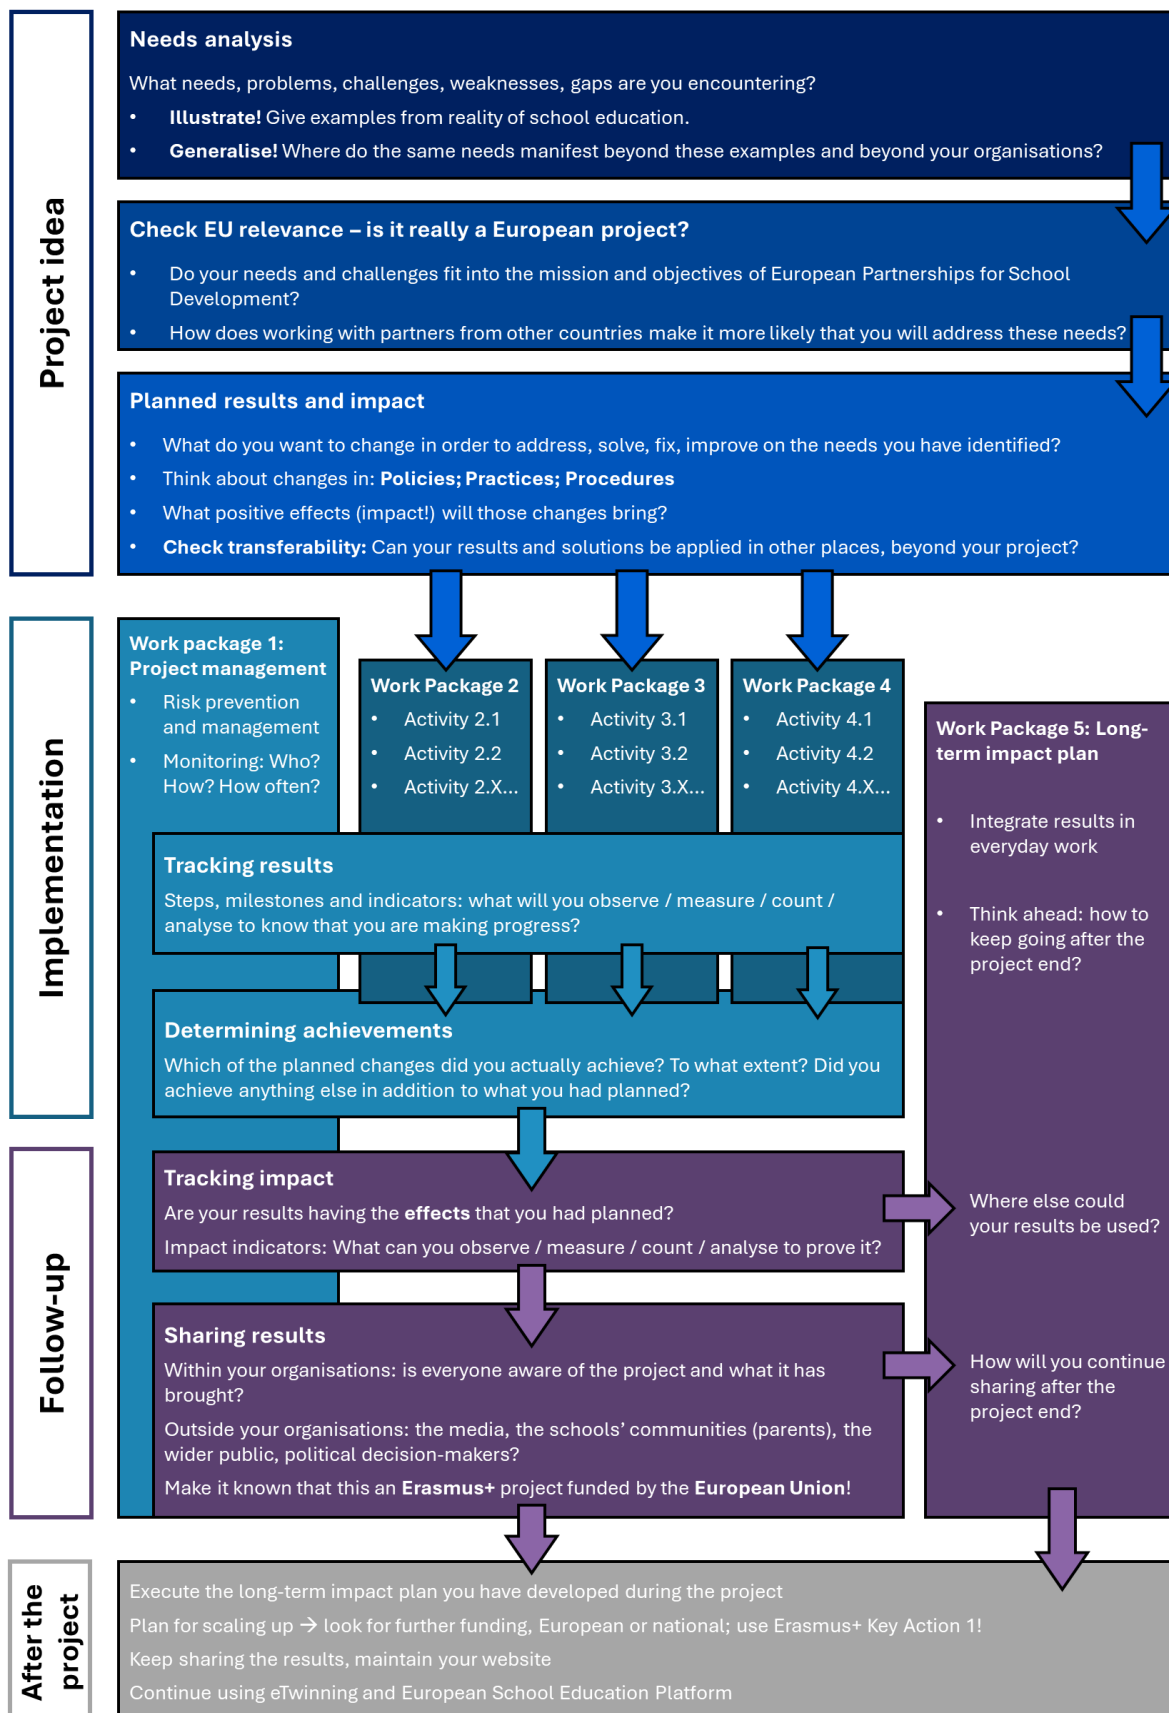 Project idea
Needs analysis
What needs, problems, challenges, weaknesses, gaps are you encountering?
• Illustrate! Give examples from reality of school education.
• Generalise! Where do the same needs manifest beyond these examples and beyond your organisations?
Check EU relevance – is it really a European project?
• Do your needs and challenges fit into the mission and objectives of European Partnerships for School
Development?
• How does working with partners from other countries make it more likely that you will address these needs?
Planned results and impact
• What do you want to change in order to address, solve, fix, improve on the needs you have identified?
• Think about changes in: Policies; Practices; Procedures
• What positive effects (impact!) will those changes bring?
• Check transferability: Can your results and solutions be applied in other places, beyond your project?
Implementation
Work package 1:
Project management
• Risk prevention
and management
• Monitoring: Who?
How? How often?
Work Package 2
• Activity 2.1
• Activity 2.2
• Activity 2.X...
Work Package 3
• Activity 3.1
• Activity 3.2
• Activity 3.X...
Work Package 4
• Activity 4.1
• Activity 4.2
• Activity 4.X...
Work Package 5: Long-
term impact plan
• Integrate results in
everyday work
• Think ahead: how to
keep going after the
project end?
Tracking results
Steps, milestones and indicators: what will you observe / measure / count /
analyse to know that you are making progress?
Determining achievements
Which of the planned changes did you actually achieve? To what extent? Did you
achieve anything else in addition to what you had planned?
Follow-up
Tracking impact
Are your results having the effects that you had planned?
Impact indicators: What can you observe / measure / count / analyse to prove it?
Where else could
your results be used?
Sharing results
Within your organisations: is everyone aware of the project and what it has
brought?
Outside your organisations: the media, the schools’ communities (parents), the
wider public, political decision-makers?
Make it known that this an Erasmus+ project funded by the European Union!
How will you continue
sharing after the
project end?
After the
project
Execute the long-term impact plan you have developed during the project
Plan for scaling up → look for further funding, European or national; use Erasmus+ Key Action 1!
Keep sharing the results, maintain your website
Continue using eTwinning and European School Education Platform